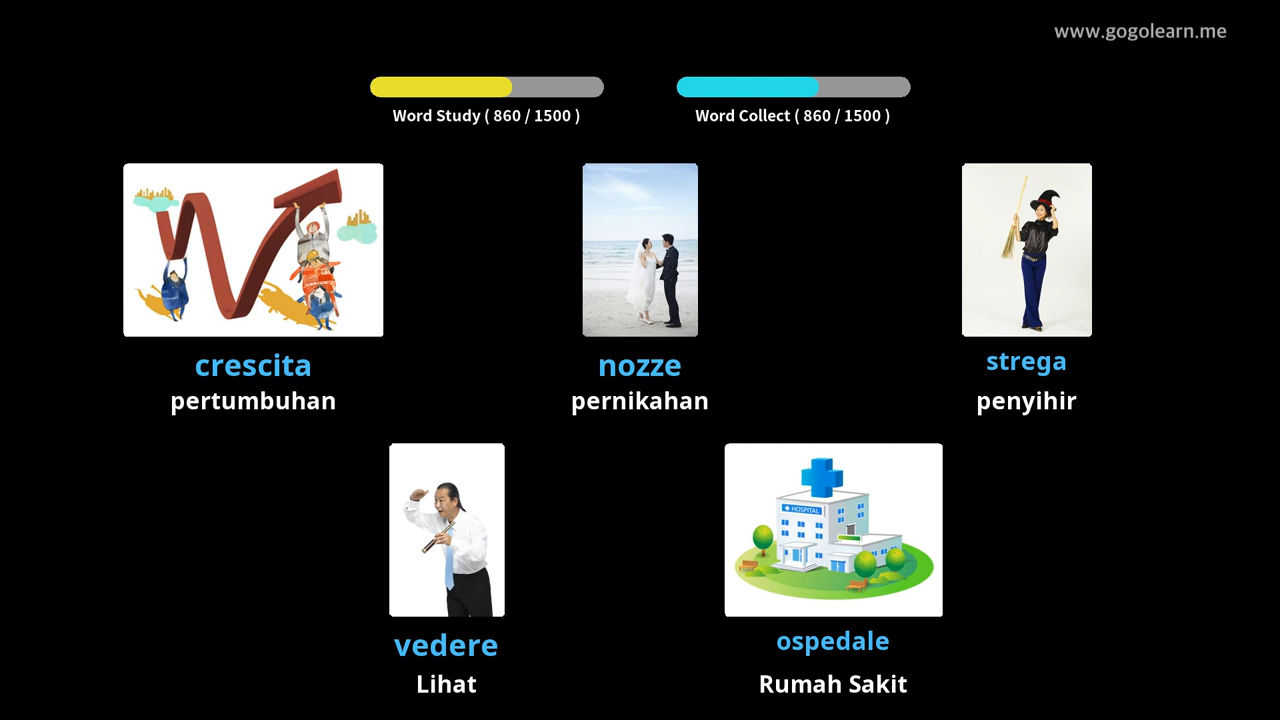 www.gogolearn.me
Word Study ( 860 / 1500 )
Word Collect ( 860 / 1500 )
crescita
pertumbuhan
nozze
pernikahan
strega
penyihir
HOSPITAL
vedere
Lihat
ospedale
Rumah Sakit